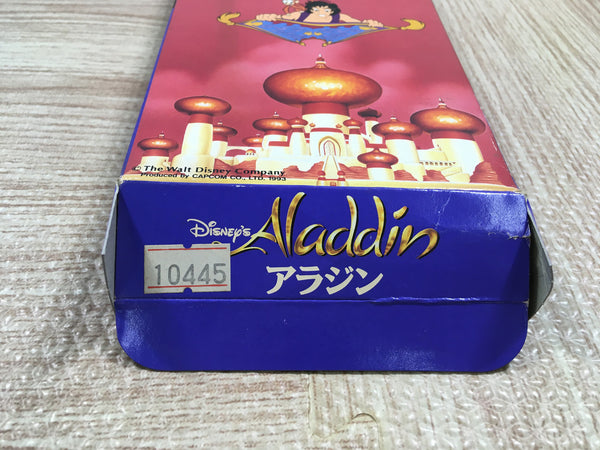 © The Walt Disney Company
Produced by CAPCOM CO., LTD. 1993
DISNEY'S Aladdin
アラジン
10445